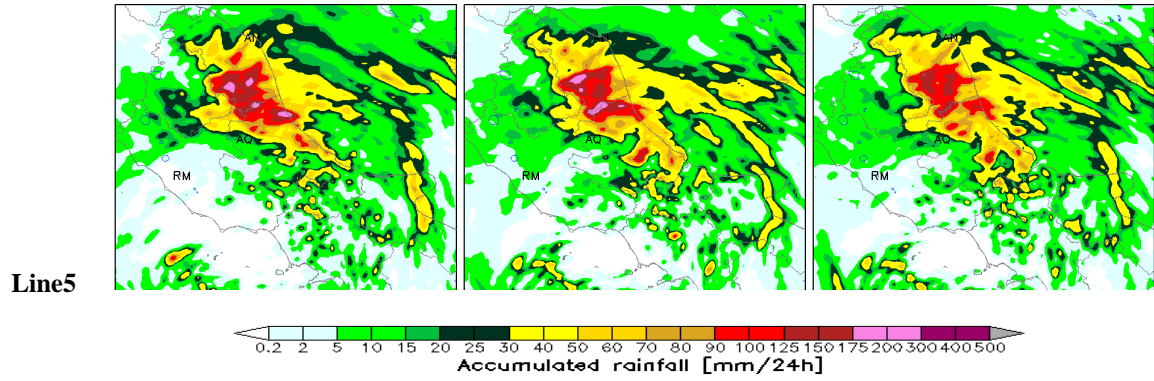 AN AN AN
AQ AQ AQ
RM RM RM
Line5
0.2 2 5 10 15 20 25 30 40 50 60 70 80 90 100 125 150 175 200 300 400 500
Accumulated rainfall [mm/24h]